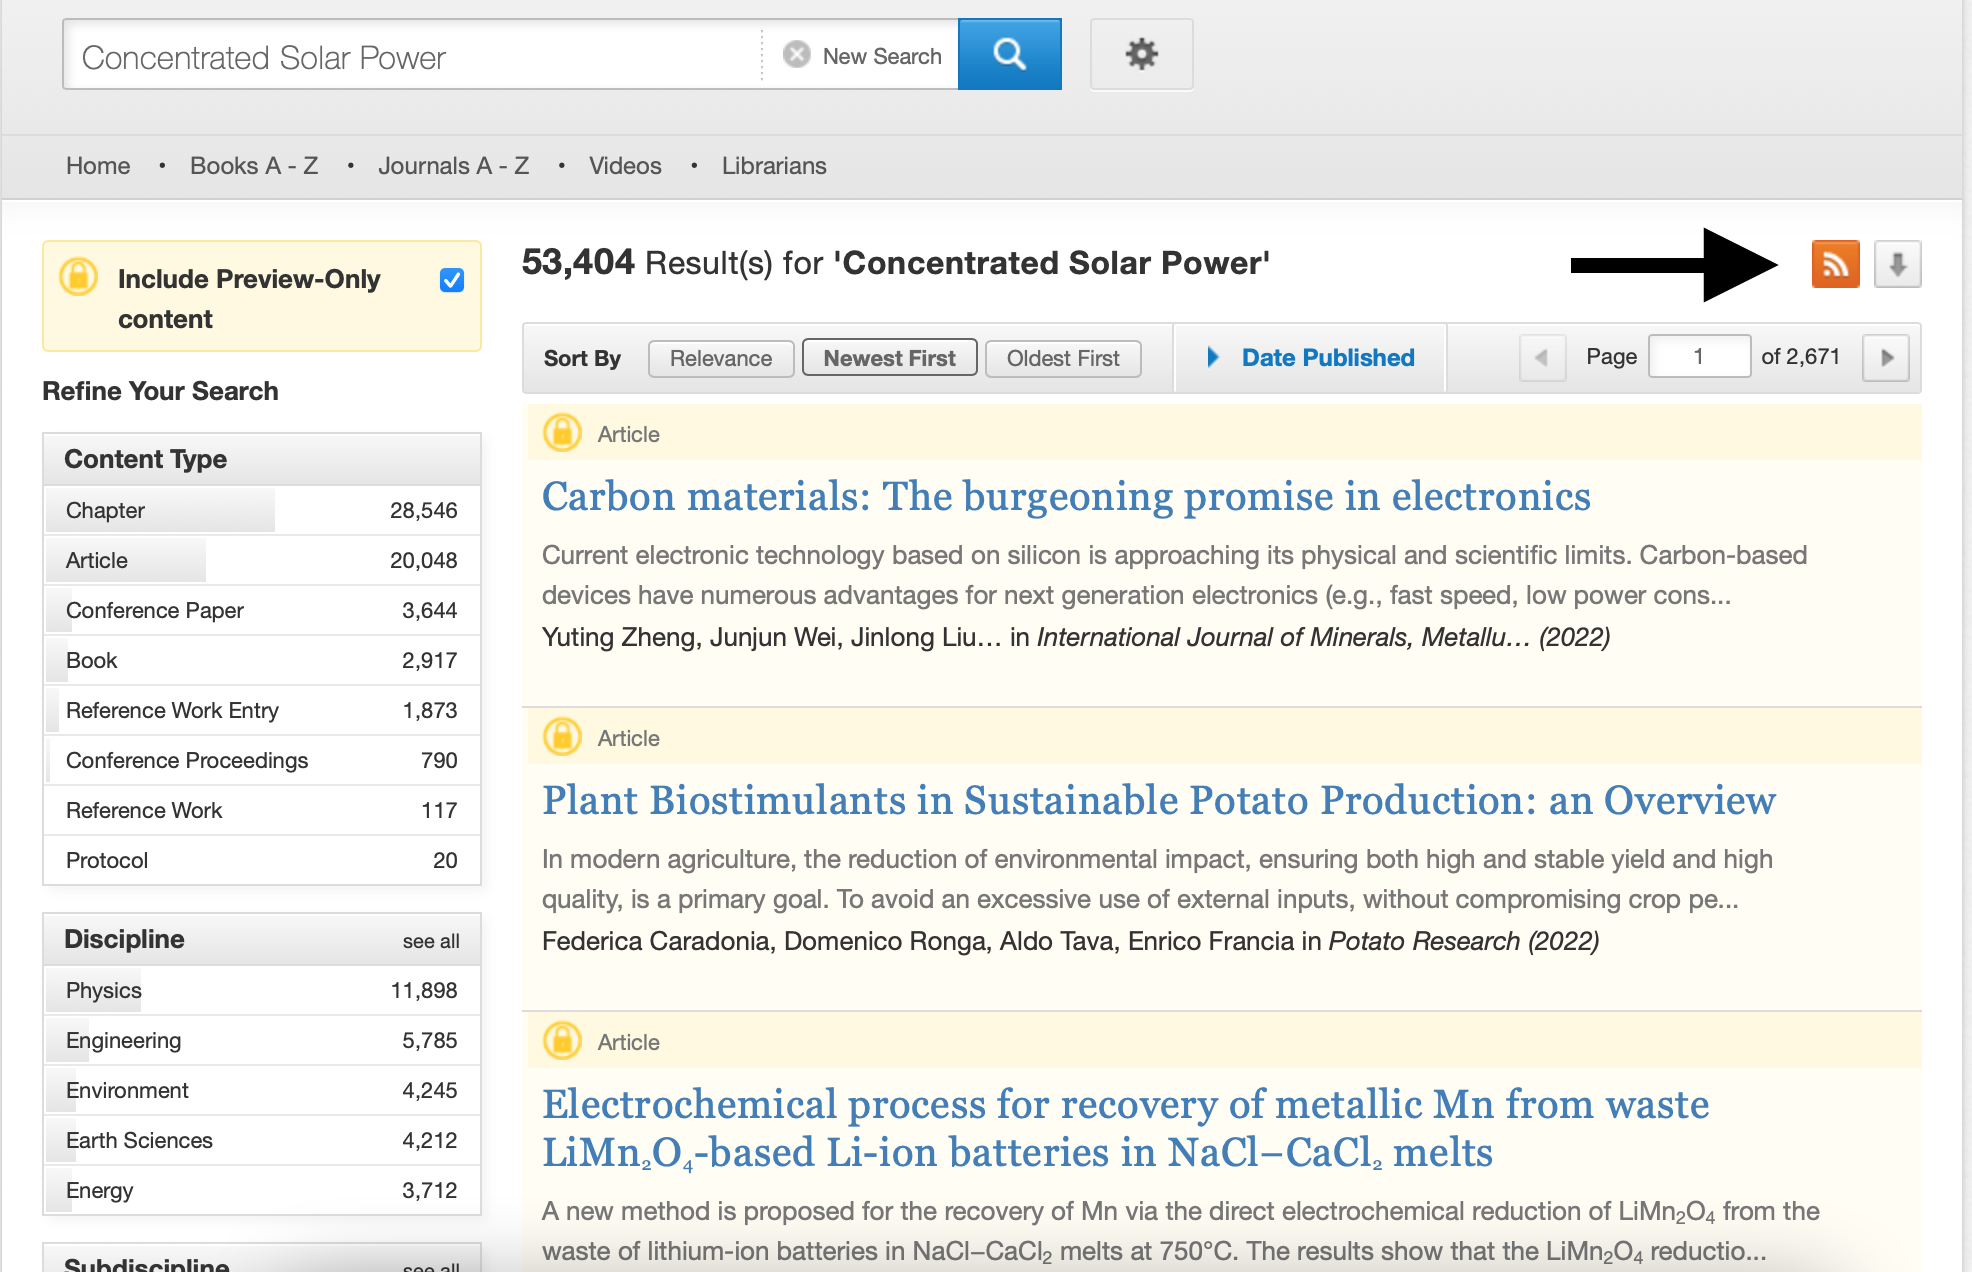 Concentrated Solar Power
New Search
Home • Books A - Z • Journals A - Z • Videos • Librarians
Include Preview-Only
content
Refine Your Search
Content Type
Chapter 28,546
Article 20,048
Conference Paper 3,644
Book 2,917
Reference Work Entry 1,873
Conference Proceedings 790
Reference Work 117
Protocol 20
Discipline see all
Physics 11,898
Engineering 5,785
Environment 4,245
Earth Sciences 4,212
Energy 3,712
Subdiscipline see all
53,404 Result(s) for 'Concentrated Solar Power'
Sort By Relevance Newest First Oldest First Date Published Page 1 of 2,671
Article
Carbon materials: The burgeoning promise in electronics
Current electronic technology based on silicon is approaching its physical and scientific limits. Carbon-based
devices have numerous advantages for next generation electronics (e.g., fast speed, low power cons...
Yuting Zheng, Junjun Wei, Jinlong Liu… in International Journal of Minerals, Metallu… (2022)
Article
Plant Biostimulants in Sustainable Potato Production: an Overview
In modern agriculture, the reduction of environmental impact, ensuring both high and stable yield and high
quality, is a primary goal. To avoid an excessive use of external inputs, without compromising crop pe...
Federica Caradonia, Domenico Ronga, Aldo Tava, Enrico Francia in Potato Research (2022)
Article
Electrochemical process for recovery of metallic Mn from waste
LiMn₂O₄-based Li-ion batteries in NaCl−CaCl₂ melts
A new method is proposed for the recovery of Mn via the direct electrochemical reduction of LiMn₂O₄ from the
waste of lithium-ion batteries in NaCl−CaCl₂ melts at 750°C. The results show that the LiMn₂O₄ reductio...